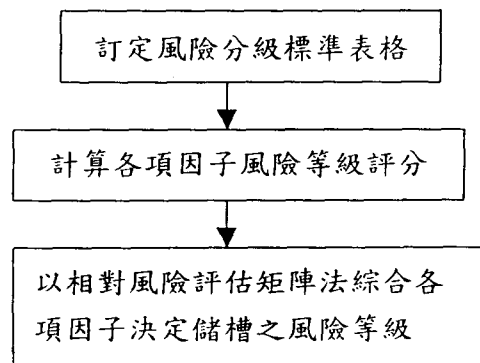 訂定風險分級標準表格
計算各項因子風險等級評分
以相對風險評估矩陣法綜合各
項因子決定儲槽之風險等級